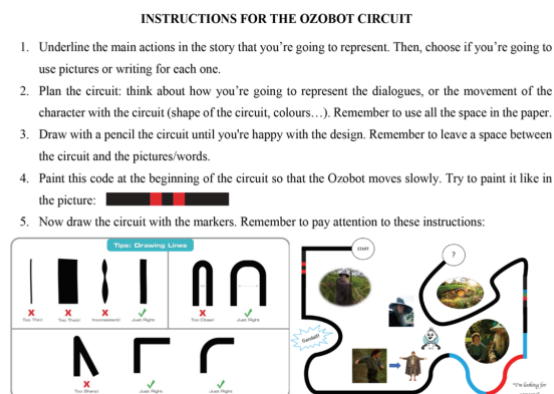 INSTRUCTIONS FOR THE OZOBOT CIRCUIT
1. Underline the main actions in the story that you're going to represent. Then, choose if you're going to
use pictures or writing for each one.
2. Plan the circuit: think about how you're going to represent the dialogues, or the movement of the
character with the circuit (shape of the circuit, colours…). Remember to use all the space in the paper.
3. Draw with a pencil the circuit until you're happy with the design. Remember to leave a space between
the circuit and the pictures/words.
4. Paint this code at the beginning of the circuit so that the Ozobot moves slowly. Try to paint it like in
the picture:
5. Now draw the circuit with the markers. Remember to pay attention to these instructions:
Tips: Drawing Lines
Too Thin! Too Thick! Inconsistent! Just Right! Too Close! Just Right!
Too Sharp! Just Right! Just Right!
START
?
Gandalf!
"I'm looking for